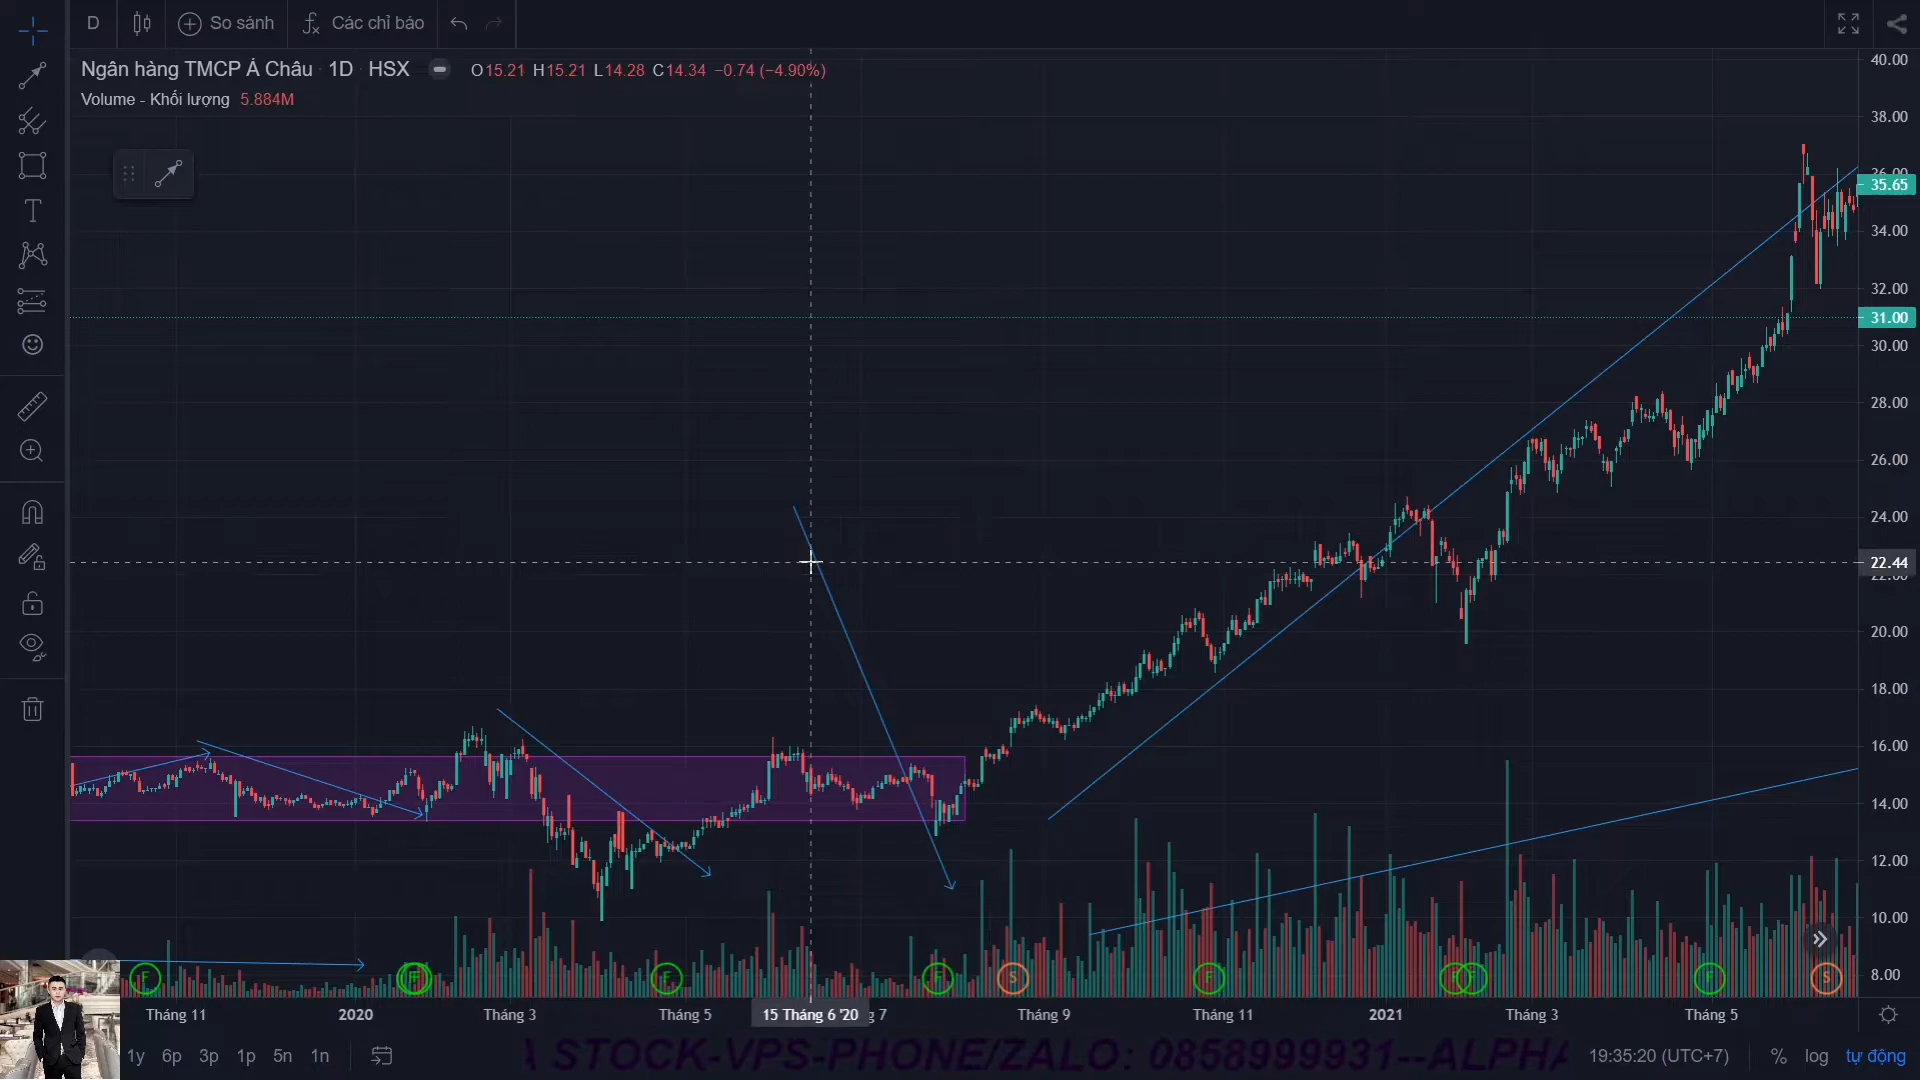 D So sánh Các chỉ báo
Ngân hàng TMCP Á Châu · 1D · HSX O15.21 H15.21 L14.28 C14.34 −0.74 (−4.90%)
Volume - Khối lượng 5.884M
40.00
38.00
36.00
35.65
34.00
32.00
31.00
30.00
28.00
26.00
24.00
22.44
22.00
20.00
18.00
16.00
14.00
12.00
10.00
8.00
F F F F F S F F F F S
Tháng 11 2020 Tháng 3 Tháng 5 15 Tháng 6 '20 g 7 Tháng 9 Tháng 11 2021 Tháng 3 Tháng 5
1y 6p 3p 1p 5n 1n
STOCK-VPS-PHONE/ZALO: 0858999931--ALPHA
19:35:20 (UTC+7) % log tự động